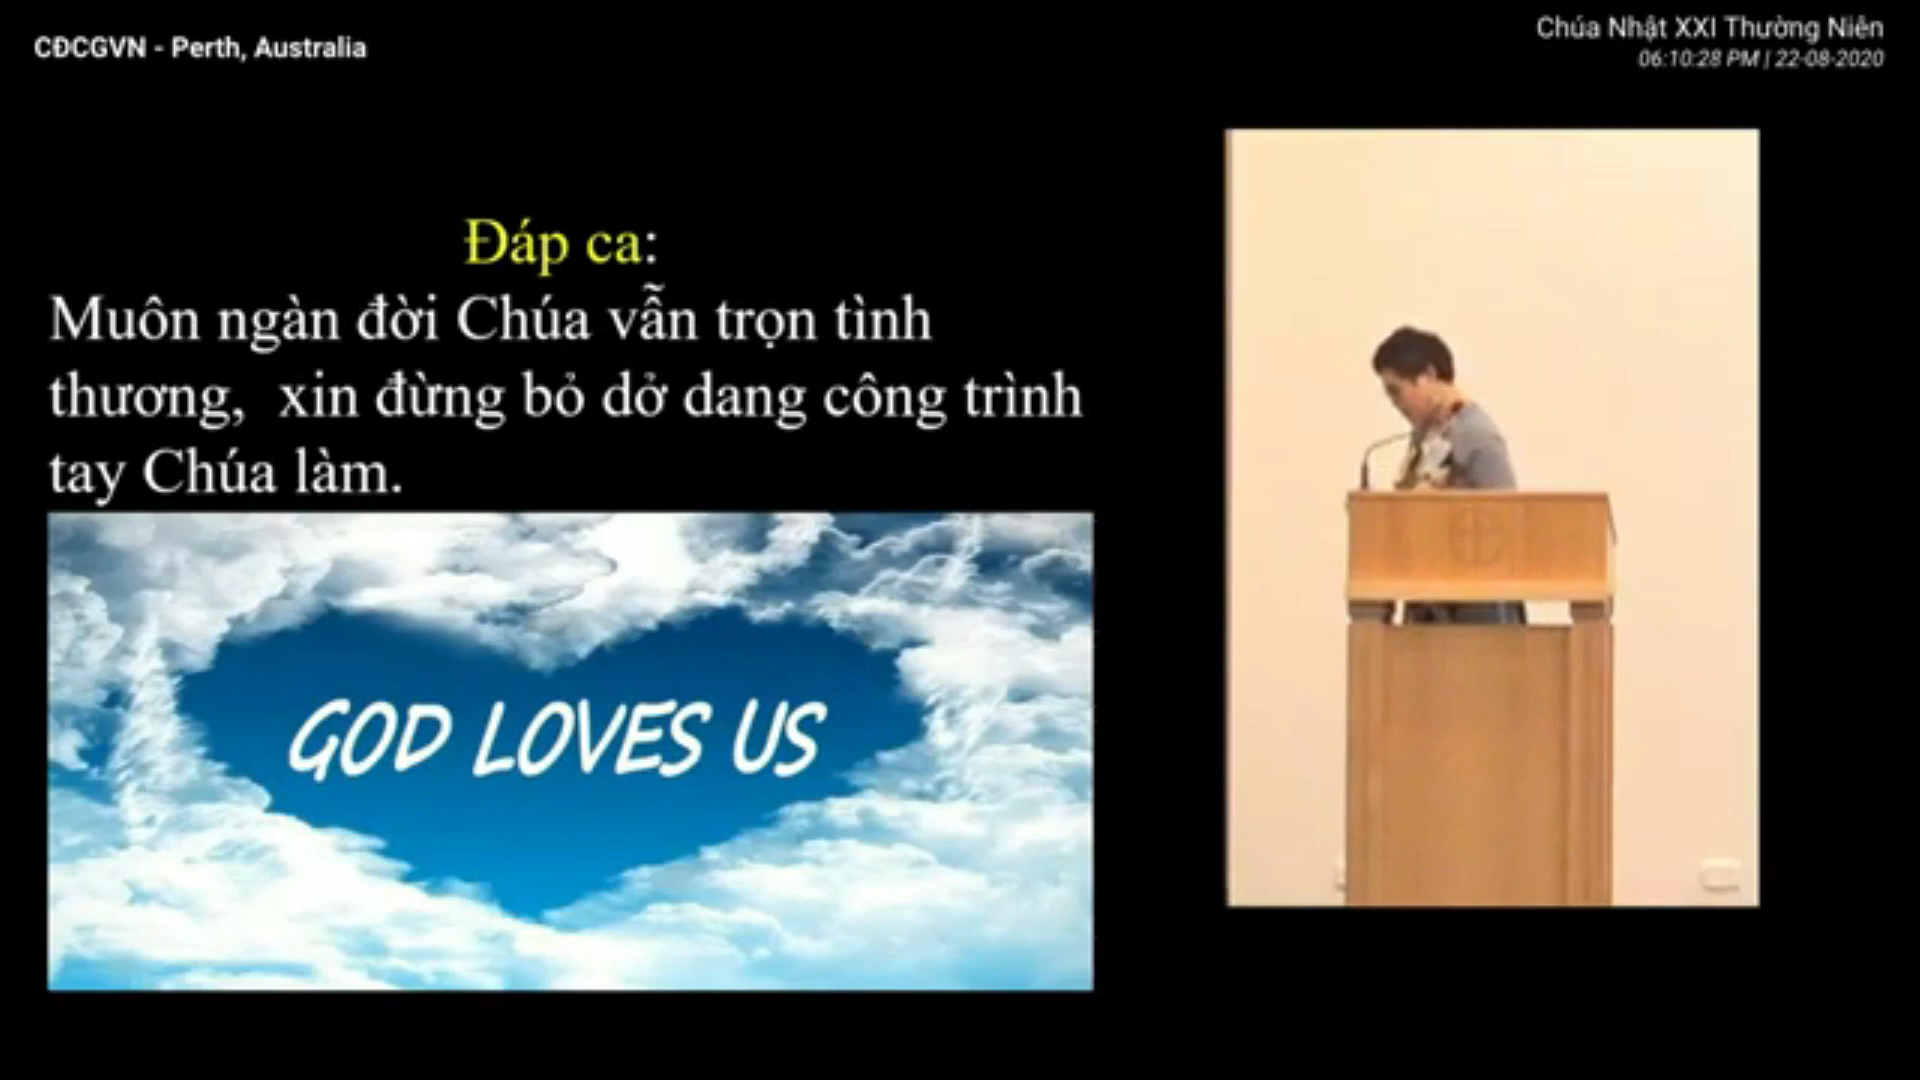 CĐCGVN - Perth, Australia
Chúa Nhật XXI Thường Niên
06:10:28 PM | 22-08-2020
Đáp ca:
Muôn ngàn đời Chúa vẫn trọn tình
thương, xin đừng bỏ dở dang công trình
tay Chúa làm.
GOD LOVES US